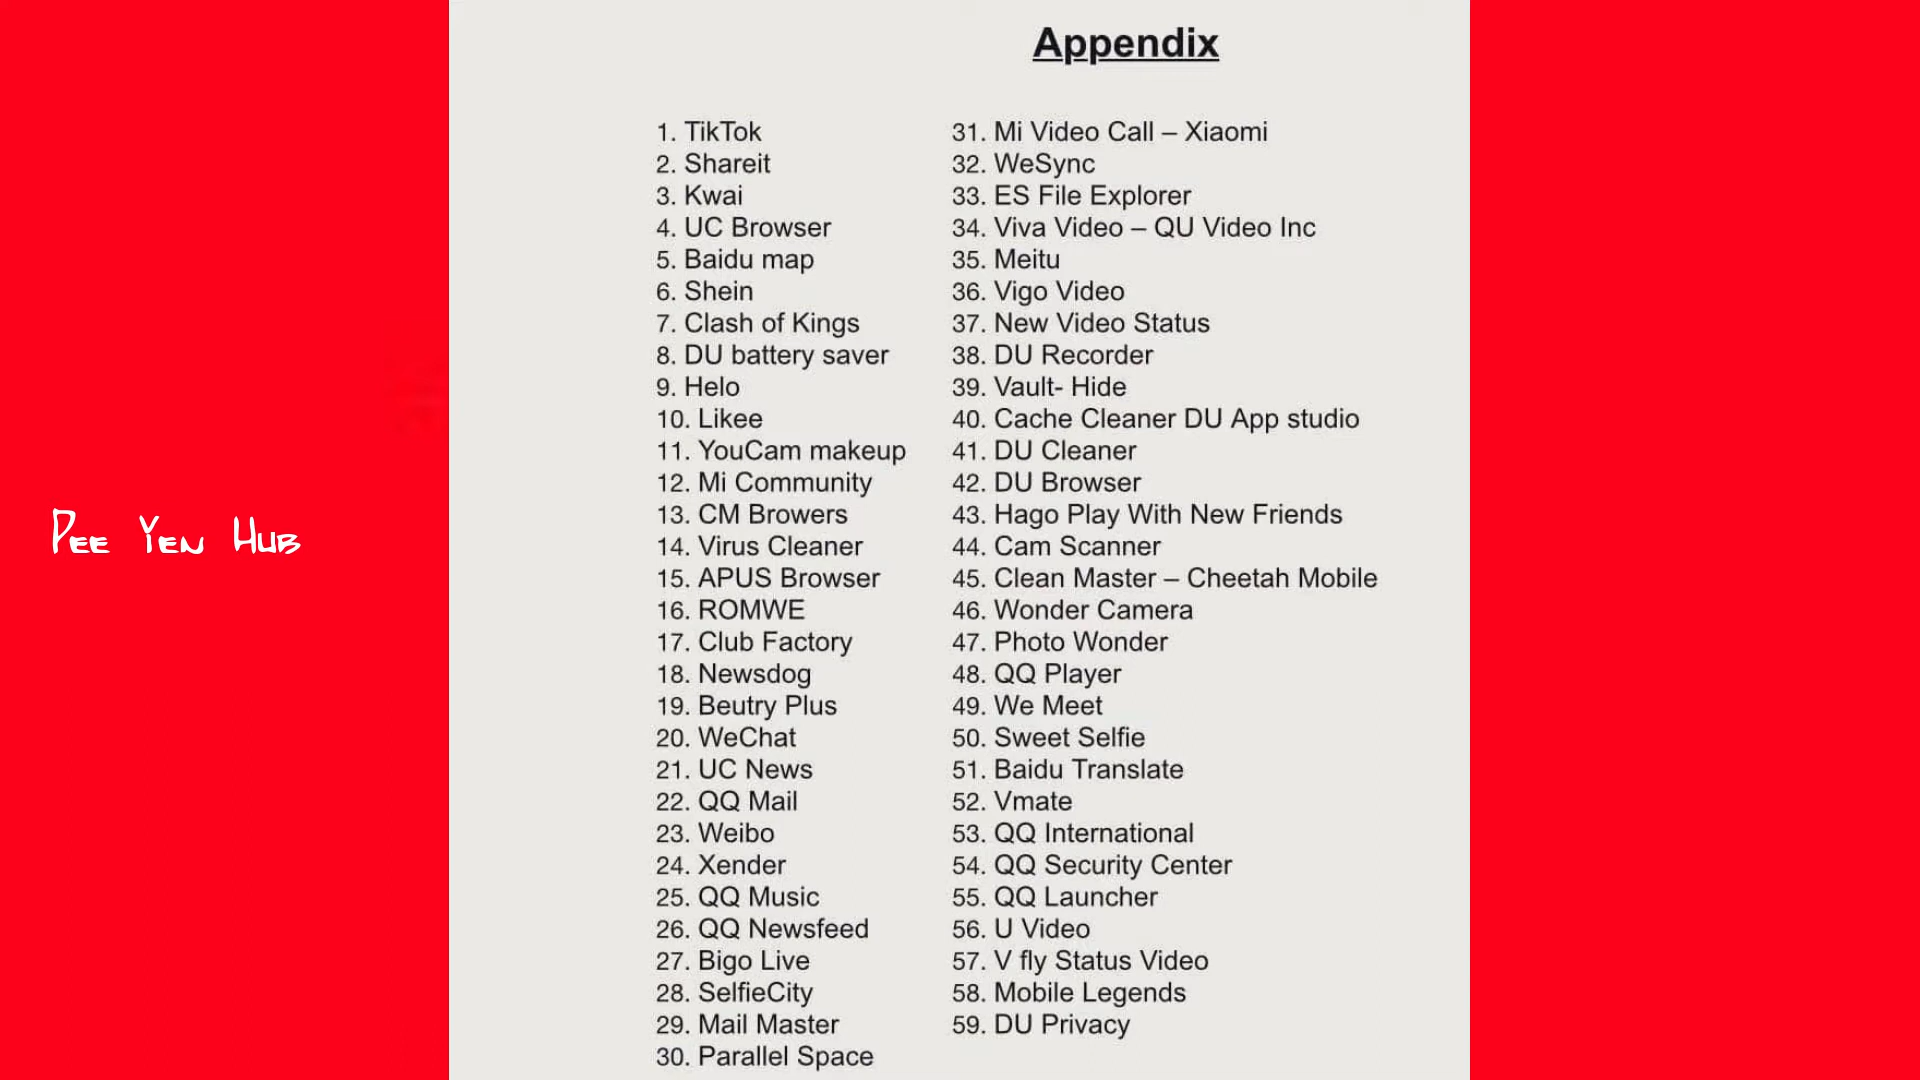 Appendix
1. TikTok
2. Shareit
3. Kwai
4. UC Browser
5. Baidu map
6. Shein
7. Clash of Kings
8. DU battery saver
9. Helo
10. Likee
11. YouCam makeup
12. Mi Community
13. CM Browers
14. Virus Cleaner
15. APUS Browser
16. ROMWE
17. Club Factory
18. Newsdog
19. Beutry Plus
20. WeChat
21. UC News
22. QQ Mail
23. Weibo
24. Xender
25. QQ Music
26. QQ Newsfeed
27. Bigo Live
28. SelfieCity
29. Mail Master
30. Parallel Space
31. Mi Video Call – Xiaomi
32. WeSync
33. ES File Explorer
34. Viva Video – QU Video Inc
35. Meitu
36. Vigo Video
37. New Video Status
38. DU Recorder
39. Vault- Hide
40. Cache Cleaner DU App studio
41. DU Cleaner
42. DU Browser
43. Hago Play With New Friends
44. Cam Scanner
45. Clean Master – Cheetah Mobile
46. Wonder Camera
47. Photo Wonder
48. QQ Player
49. We Meet
50. Sweet Selfie
51. Baidu Translate
52. Vmate
53. QQ International
54. QQ Security Center
55. QQ Launcher
56. U Video
57. V fly Status Video
58. Mobile Legends
59. DU Privacy
Pee Yen Hub